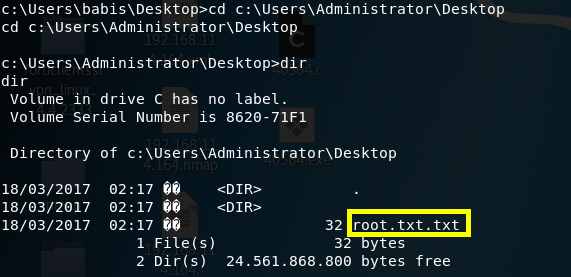 c:\Users\babis\Desktop>cd c:\Users\Administrator\Desktop
cd c:\Users\Administrator\Desktop
c:\Users\Administrator\Desktop>dir
dir
 Volume in drive C has no label.
 Volume Serial Number is 8620-71F1
 Directory of c:\Users\Administrator\Desktop
18/03/2017  02:17 ��    <DIR>          .
18/03/2017  02:17 ��    <DIR>
18/03/2017  02:17 ��                32 root.txt.txt
               1 File(s)             32 bytes
               2 Dir(s)  24.561.868.800 bytes free